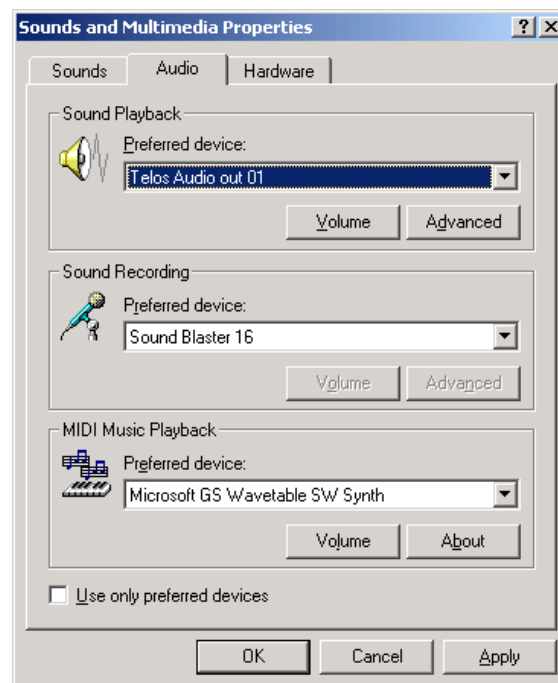 Sounds and Multimedia Properties
Sounds Audio Hardware
Sound Playback
Preferred device:
Telos Audio out 01
Volume Advanced
Sound Recording
Preferred device:
Sound Blaster 16
Volume Advanced
MIDI Music Playback
Preferred device:
Microsoft GS Wavetable SW Synth
Volume About
Use only preferred devices
OK Cancel Apply